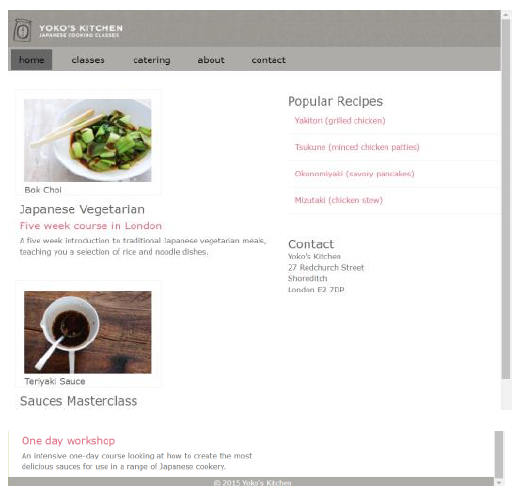 YOKO'S KITCHEN
JAPANESE COOKING CLASSES
home classes catering about contact
Bok Choi
Japanese Vegetarian
Five week course in London
A five week introduction to traditional Japanese vegetarian meals,
teaching you a selection of rice and noodle dishes.
Teriyaki Sauce
Sauces Masterclass
One day workshop
An intensive one-day course looking at how to create the most
delicious sauces for use in a range of Japanese cookery.
Popular Recipes
Yakitori (grilled chicken)
Tsukune (minced chicken patties)
Okonomiyaki (savory pancakes)
Mizutaki (chicken stew)
Contact
Yoko's Kitchen
27 Redchurch Street
Shoreditch
London E2 7DP
© 2015 Yoko's Kitchen